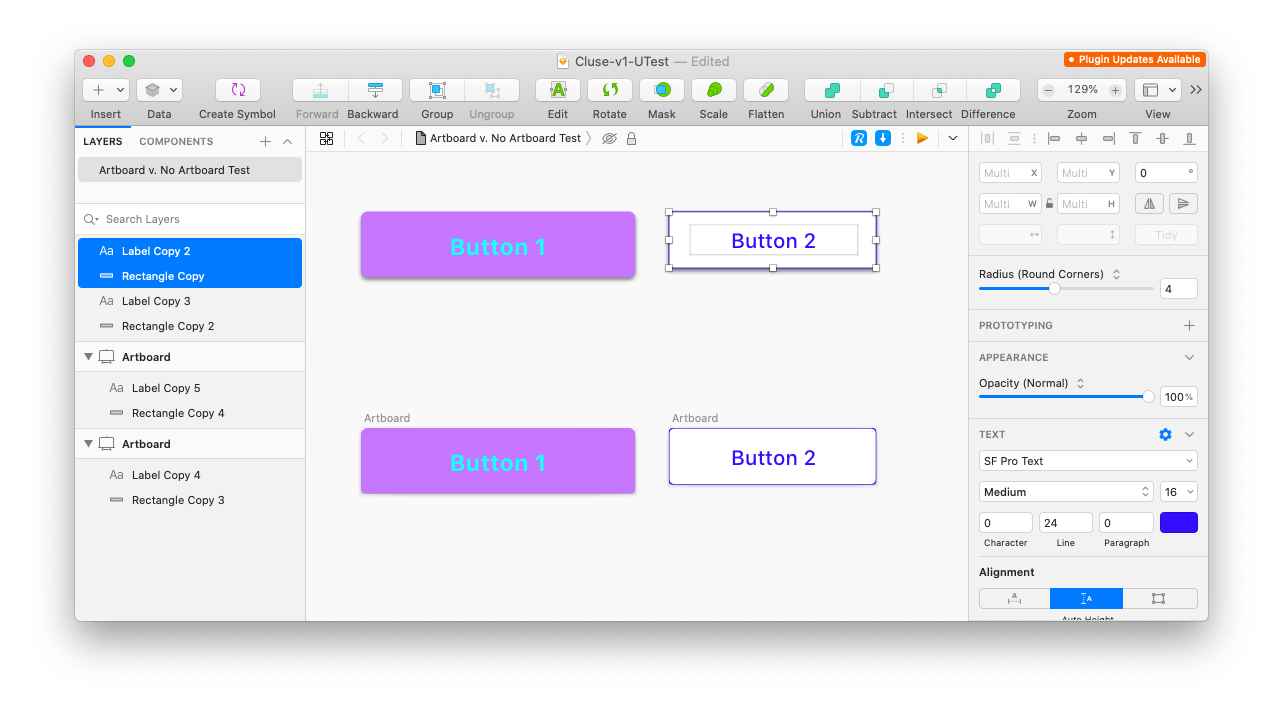 Cluse-v1-UTest — Edited
Plugin Updates Available
129%
Insert Data Create Symbol Forward Backward Group Ungroup Edit Rotate Mask Scale Flatten Union Subtract Intersect Difference Zoom View
LAYERS COMPONENTS
Artboard v. No Artboard Test
Artboard v. No Artboard Test
Search Layers
Aa Label Copy 2
Rectangle Copy
Aa Label Copy 3
Rectangle Copy 2
Artboard
Aa Label Copy 5
Rectangle Copy 4
Artboard
Aa Label Copy 4
Rectangle Copy 3
Button 1
Button 2
Artboard
Button 1
Artboard
Button 2
Multi X Multi Y 0 °
Multi W Multi H
Tidy
Radius (Round Corners)
4
PROTOTYPING
APPEARANCE
Opacity (Normal)
100%
TEXT
SF Pro Text
Medium 16
0 24 0
Character Line Paragraph
Alignment
Auto Height